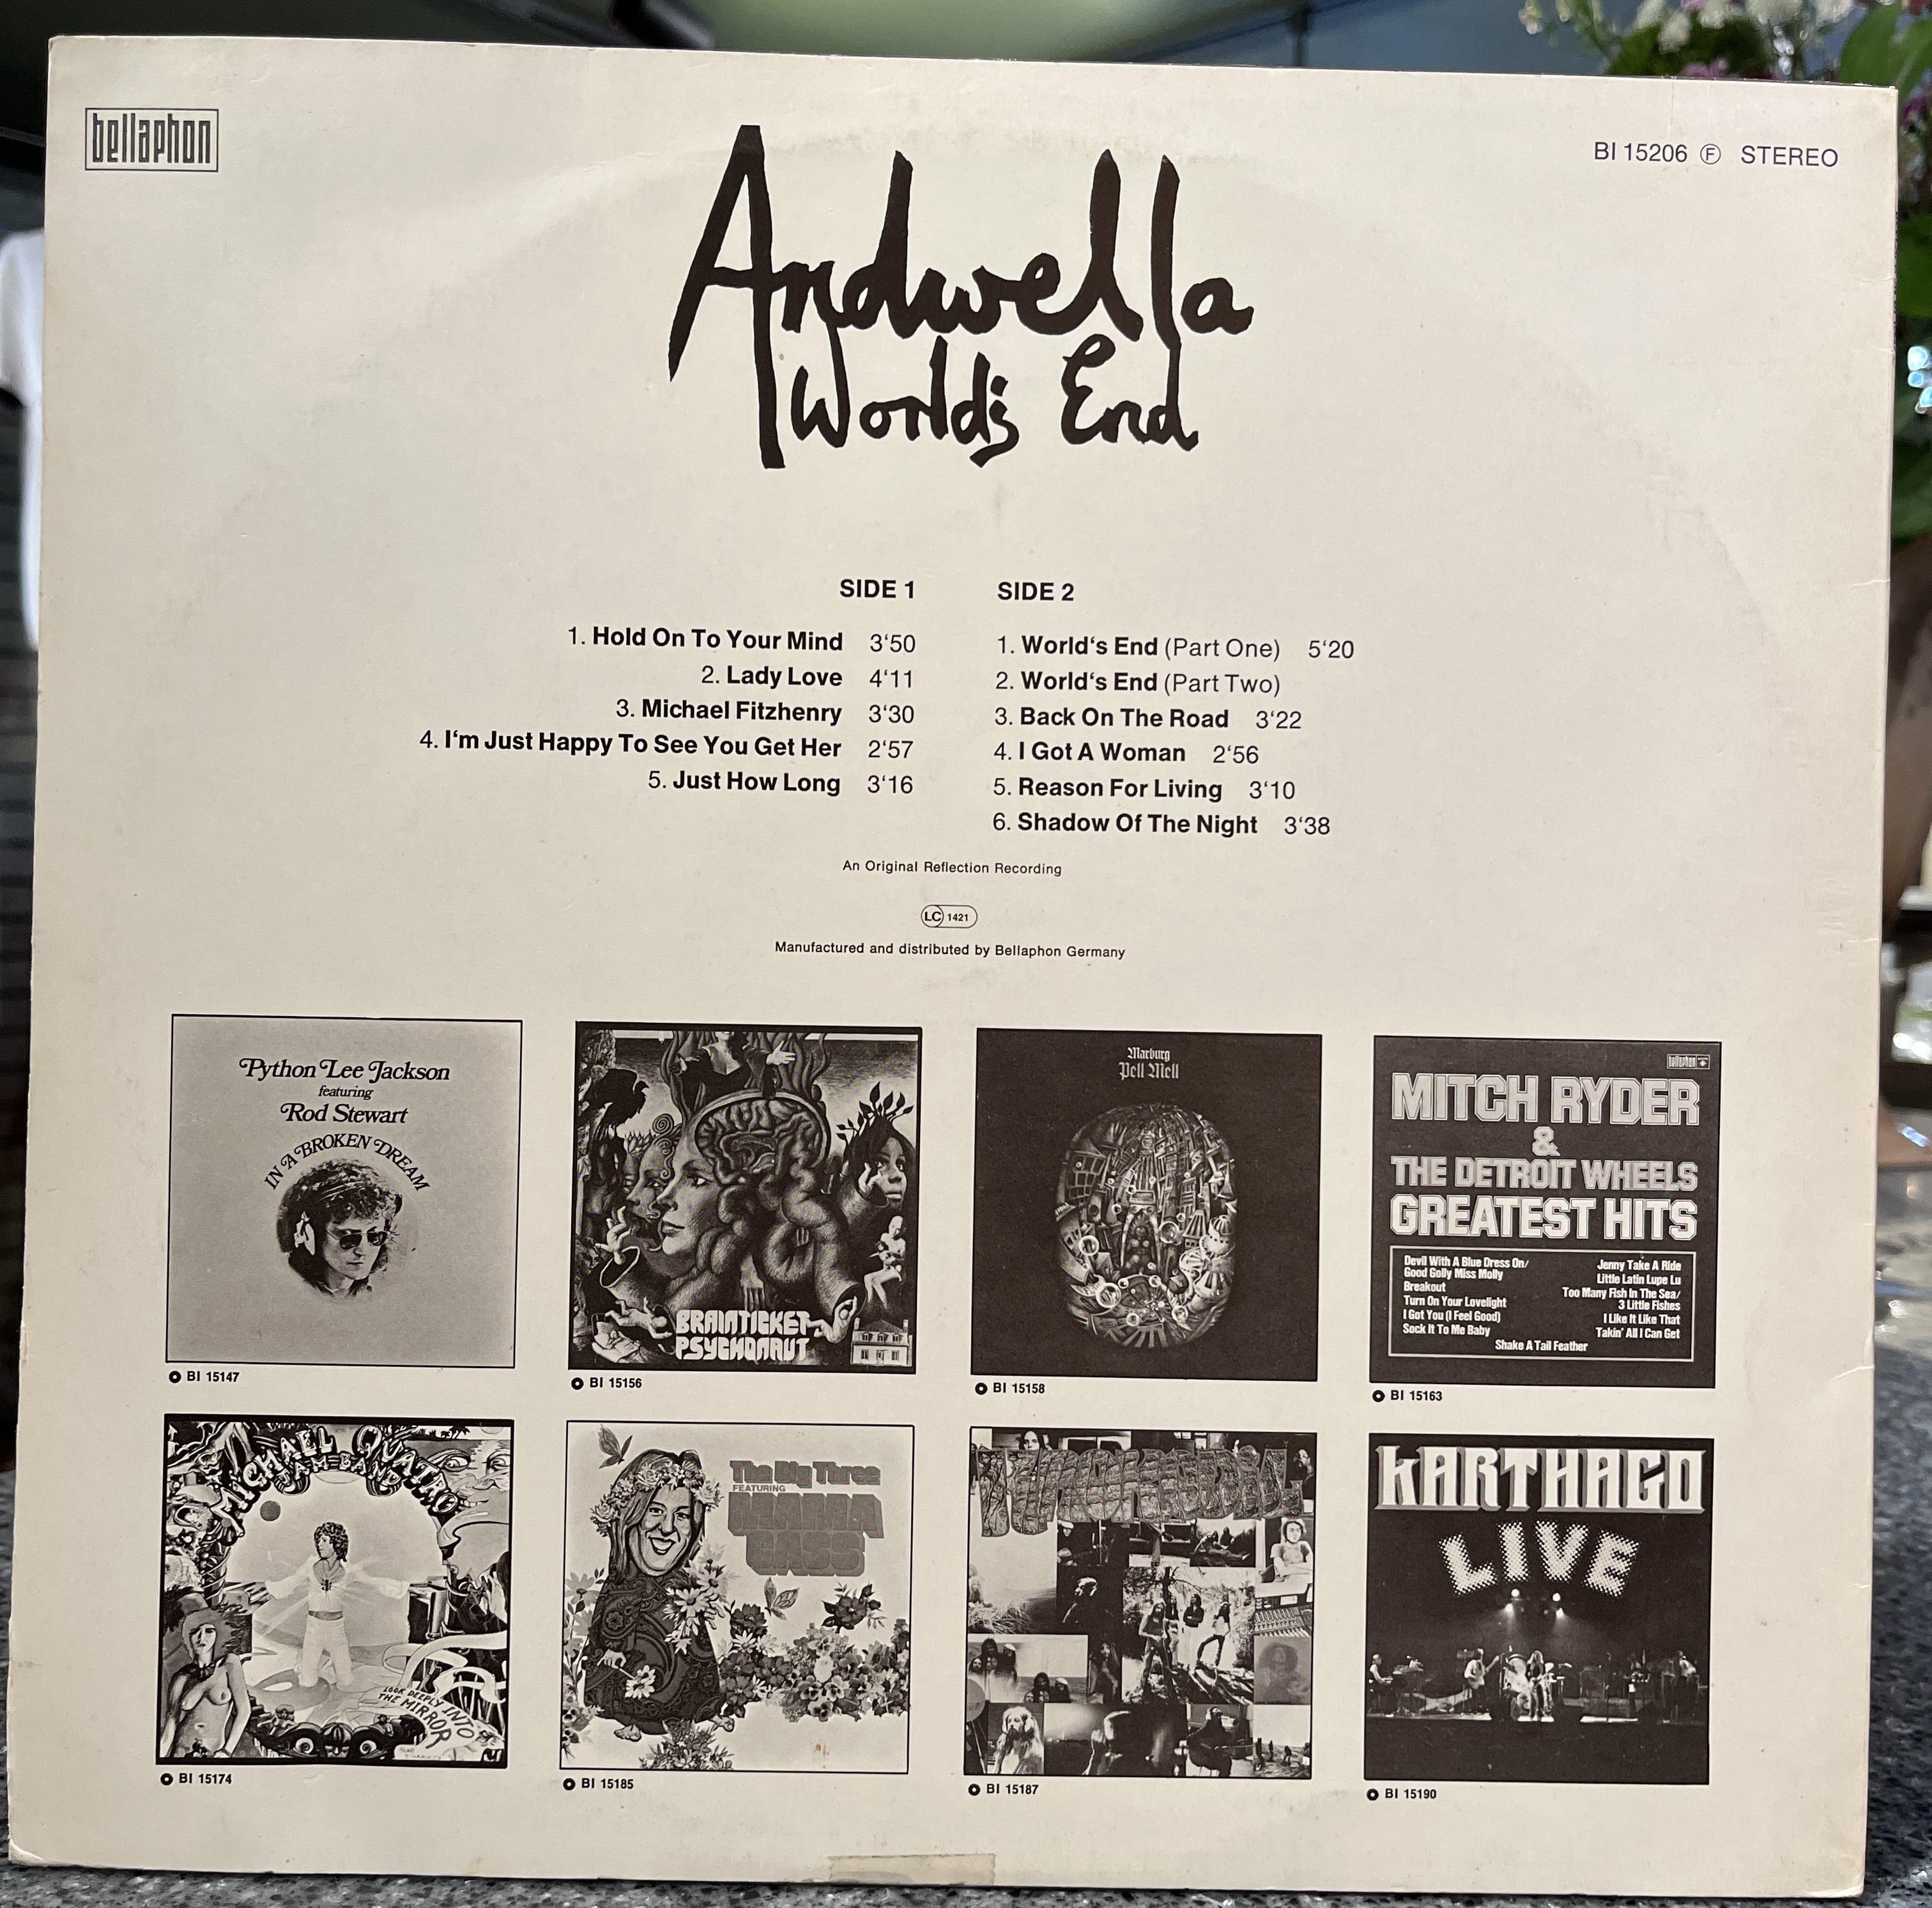 bellaphon
BI 15206 Ⓕ STEREO
Andwella
World's End
SIDE 1
1. Hold On To Your Mind 3‘50
2. Lady Love 4‘11
3. Michael Fitzhenry 3‘30
4. I‘m Just Happy To See You Get Her 2‘57
5. Just How Long 3‘16
SIDE 2
1. World‘s End (Part One) 5‘20
2. World‘s End (Part Two)
3. Back On The Road 3‘22
4. I Got A Woman 2‘56
5. Reason For Living 3‘10
6. Shadow Of The Night 3‘38
An Original Reflection Recording
LC 1421
Manufactured and distributed by Bellaphon Germany
Python Lee Jackson
featuring
Rod Stewart
IN A BROKEN DREAM
BI 15147
BRAINTICKET
PSYCHONAUT
BI 15156
Marburg
Pell Mell
BI 15158
bellaphon
MITCH RYDER
&
THE DETROIT WHEELS
GREATEST HITS
Devil With A Blue Dress On/
Good Golly Miss Molly
Breakout
Turn On Your Lovelight
I Got You (I Feel Good)
Sock It To Me Baby
Jenny Take A Ride
Little Latin Lupe Lu
Too Many Fish In The Sea/
3 Little Fishes
I Like It Like That
Takin' All I Can Get
Shake A Tail Feather
BI 15163
MICHAEL QUATRO
JAM BAND
LOOK DEEPLY INTO
THE MIRROR
BI 15174
The Big Three
FEATURING
MAMA
CASS
BI 15185
BI 15187
KARTHAGO
LIVE
BI 15190